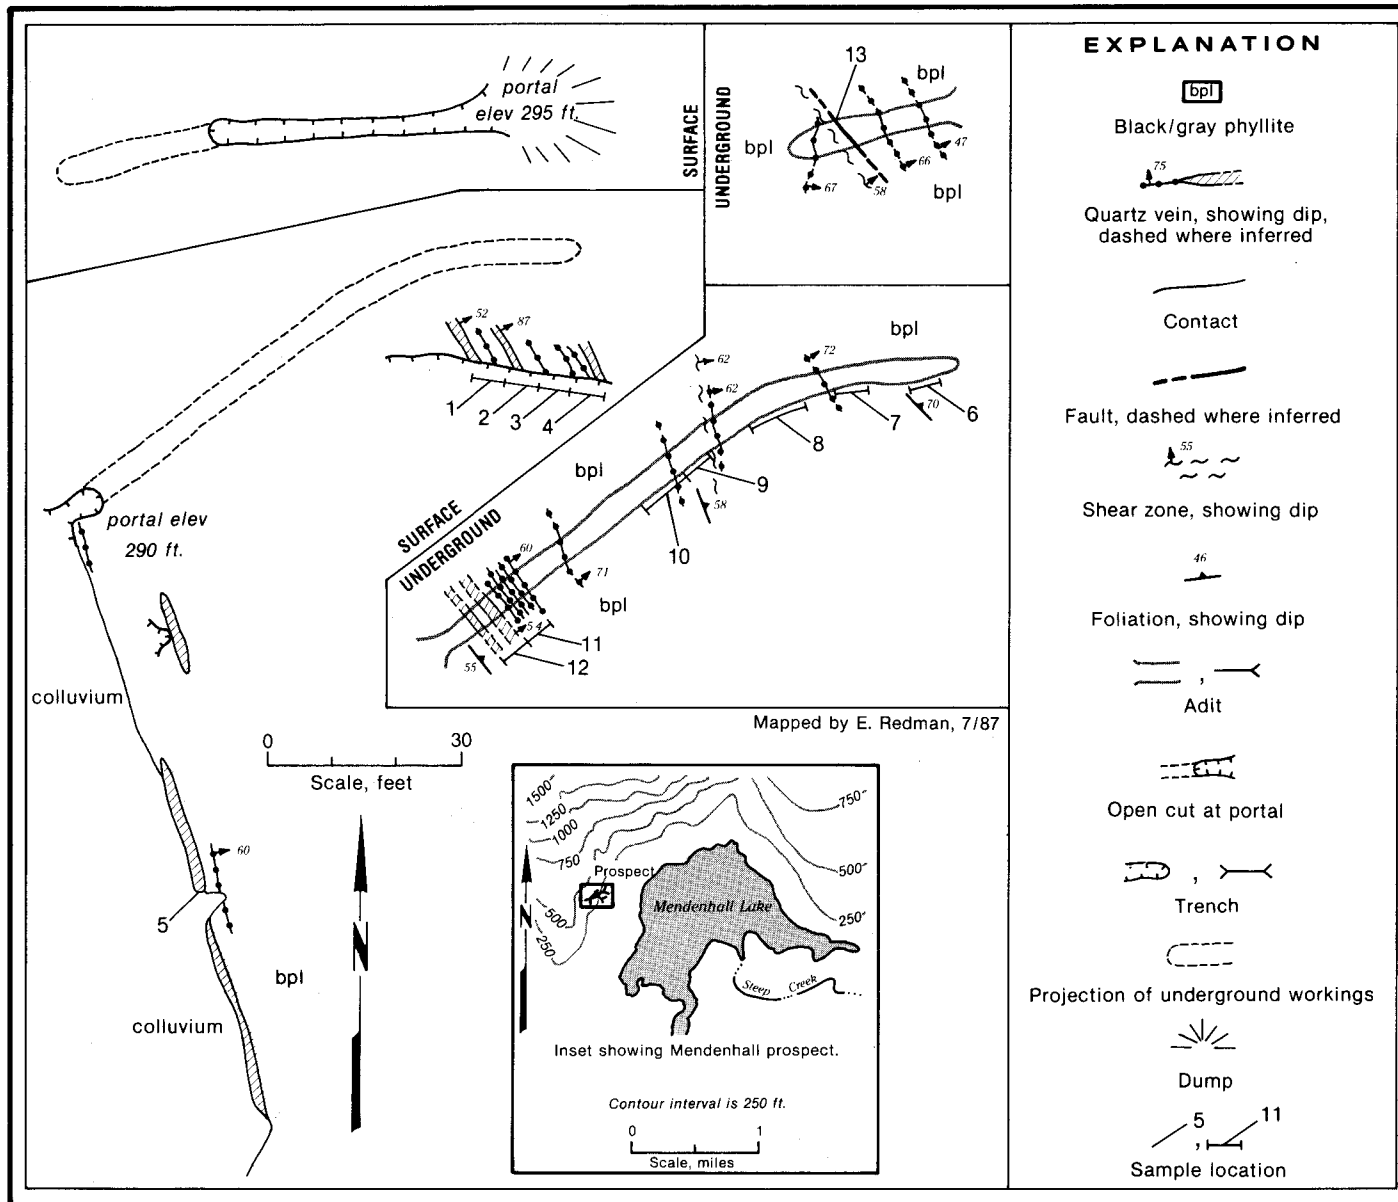 portal
elev 295 ft.
SURFACE
UNDERGROUND
13
bpl
bpl
bpl
47
66
58
67
52
87
1
2
3
4
portal elev
290 ft.
SURFACE
UNDERGROUND
bpl
62
62
72
70
6
7
8
9
10
58
bpl
60
71
bpl
54
11
12
55
colluvium
60
5
bpl
colluvium
0 30
Scale, feet
N
Mapped by E. Redman, 7/87
1500
1250
1000
750
500
250
750
500
250
Prospect
Mendenhall Lake
Steep Creek
N
Inset showing Mendenhall prospect.
Contour interval is 250 ft.
0 1
Scale, miles
EXPLANATION
bpl
Black/gray phyllite
75
Quartz vein, showing dip,
dashed where inferred
Contact
Fault, dashed where inferred
55
Shear zone, showing dip
46
Foliation, showing dip
,
Adit
Open cut at portal
,
Trench
Projection of underground workings
Dump
5 , 11
Sample location